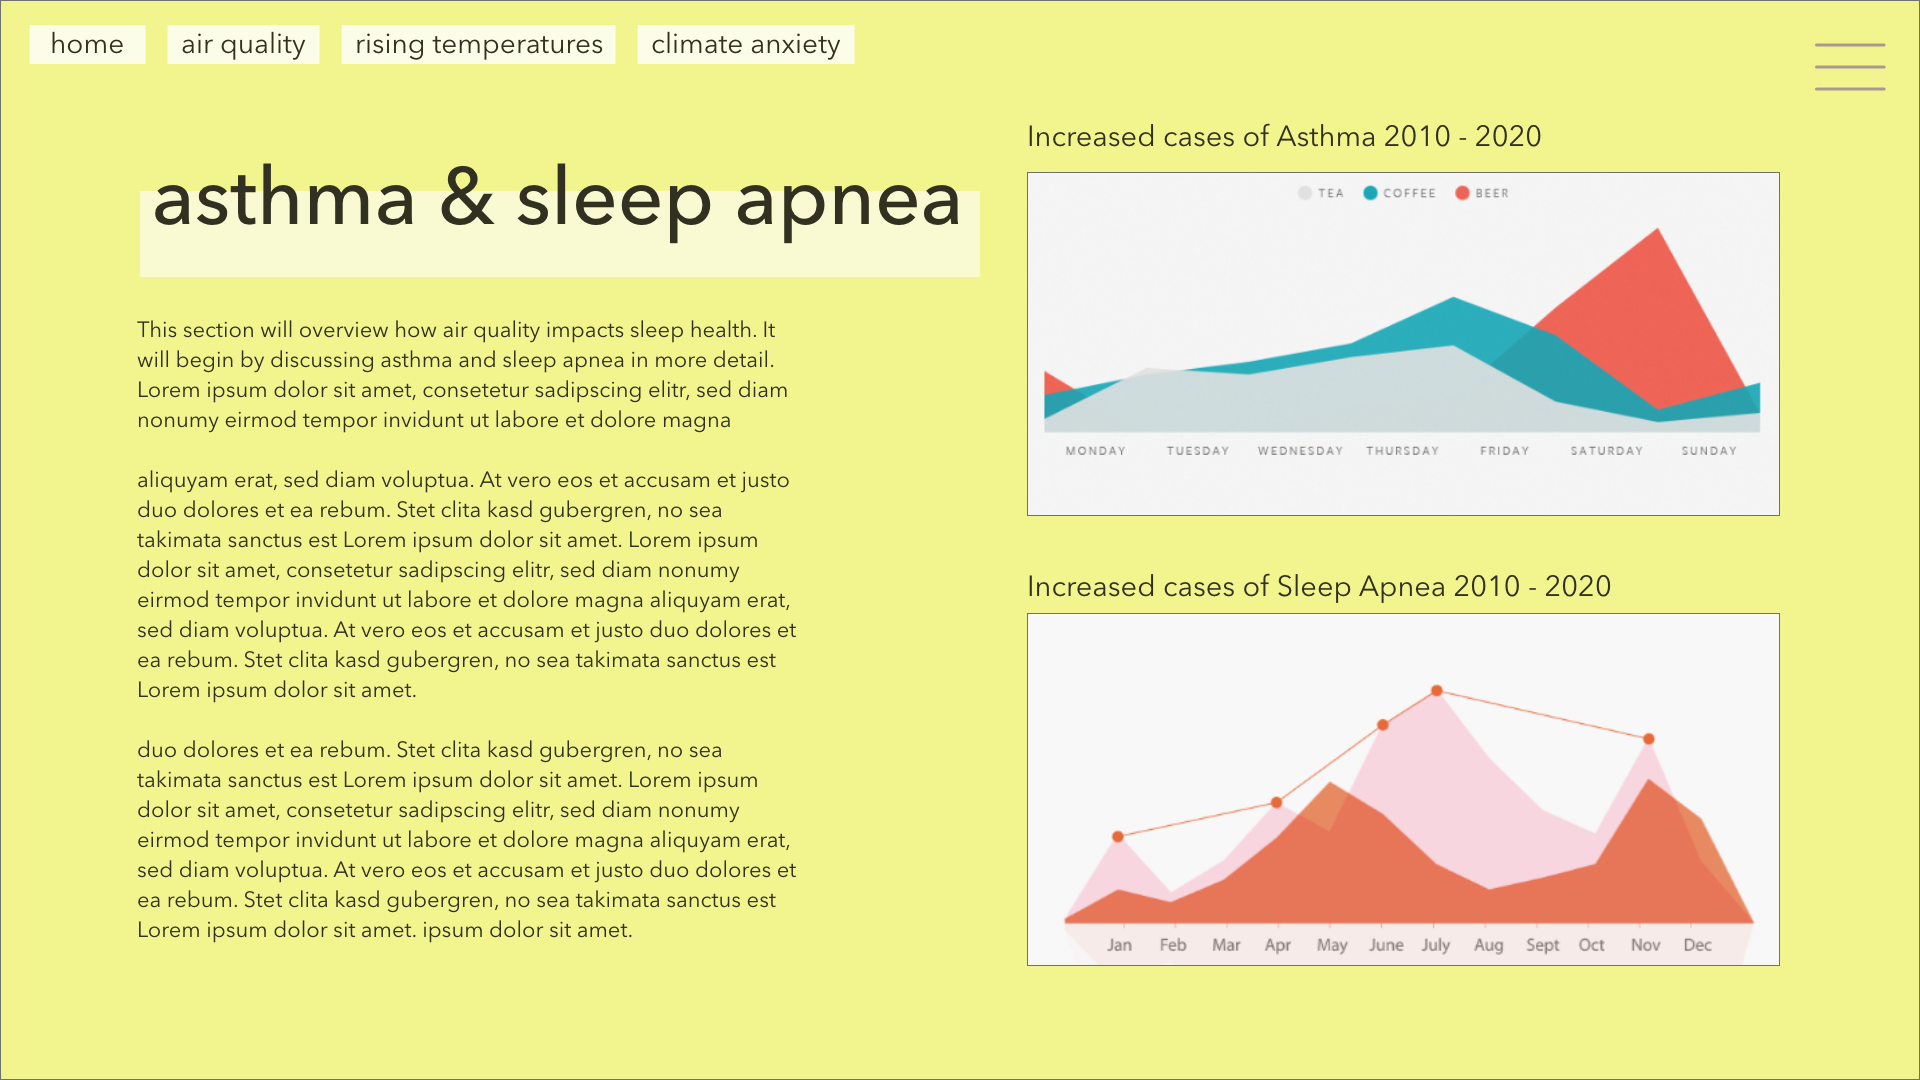 home air quality rising temperatures climate anxiety
asthma & sleep apnea
This section will overview how air quality impacts sleep health. It
will begin by discussing asthma and sleep apnea in more detail.
Lorem ipsum dolor sit amet, consetetur sadipscing elitr, sed diam
nonumy eirmod tempor invidunt ut labore et dolore magna
aliquyam erat, sed diam voluptua. At vero eos et accusam et justo
duo dolores et ea rebum. Stet clita kasd gubergren, no sea
takimata sanctus est Lorem ipsum dolor sit amet. Lorem ipsum
dolor sit amet, consetetur sadipscing elitr, sed diam nonumy
eirmod tempor invidunt ut labore et dolore magna aliquyam erat,
sed diam voluptua. At vero eos et accusam et justo duo dolores et
ea rebum. Stet clita kasd gubergren, no sea takimata sanctus est
Lorem ipsum dolor sit amet.
duo dolores et ea rebum. Stet clita kasd gubergren, no sea
takimata sanctus est Lorem ipsum dolor sit amet. Lorem ipsum
dolor sit amet, consetetur sadipscing elitr, sed diam nonumy
eirmod tempor invidunt ut labore et dolore magna aliquyam erat,
sed diam voluptua. At vero eos et accusam et justo duo dolores et
ea rebum. Stet clita kasd gubergren, no sea takimata sanctus est
Lorem ipsum dolor sit amet. ipsum dolor sit amet.
Increased cases of Asthma 2010 - 2020
TEA COFFEE BEER
MONDAY TUESDAY WEDNESDAY THURSDAY FRIDAY SATURDAY SUNDAY
Increased cases of Sleep Apnea 2010 - 2020
Jan Feb Mar Apr May June July Aug Sept Oct Nov Dec